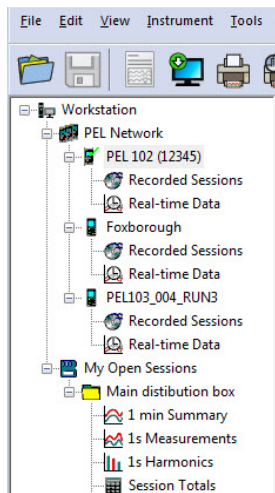 File Edit View Instrument Tools
Workstation
PEL Network
PEL 102 (12345)
Recorded Sessions
Real-time Data
Foxborough
Recorded Sessions
Real-time Data
PEL103_004_RUN3
Recorded Sessions
Real-time Data
My Open Sessions
Main distibution box
1 min Summary
1s Measurements
1s Harmonics
Session Totals